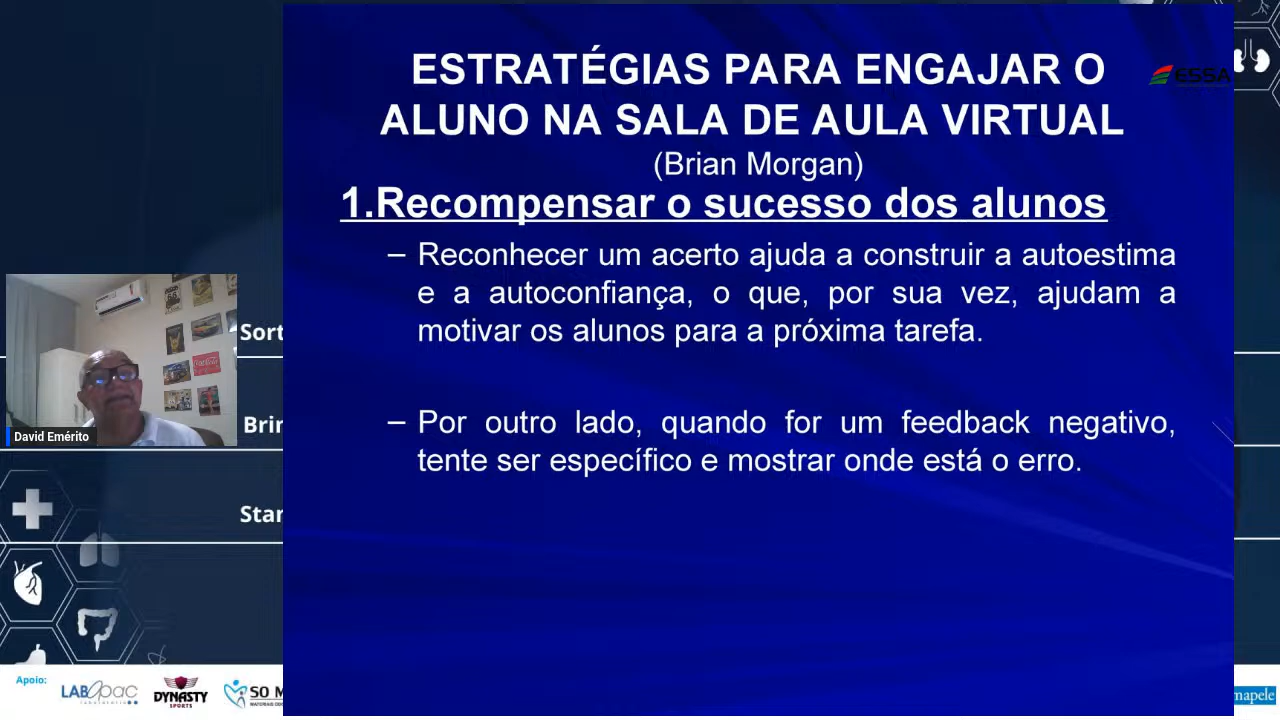 ESTRATÉGIAS PARA ENGAJAR O
ALUNO NA SALA DE AULA VIRTUAL
(Brian Morgan)
1.Recompensar o sucesso dos alunos
– Reconhecer um acerto ajuda a construir a autoestima
e a autoconfiança, o que, por sua vez, ajudam a
motivar os alunos para a próxima tarefa.
– Por outro lado, quando for um feedback negativo,
tente ser específico e mostrar onde está o erro.
ESSA
Sort
David Emérito
Brin
Star
Apoio:
LABOpac
laboratório
DYNASTY
SPORTS
SO M
mapele